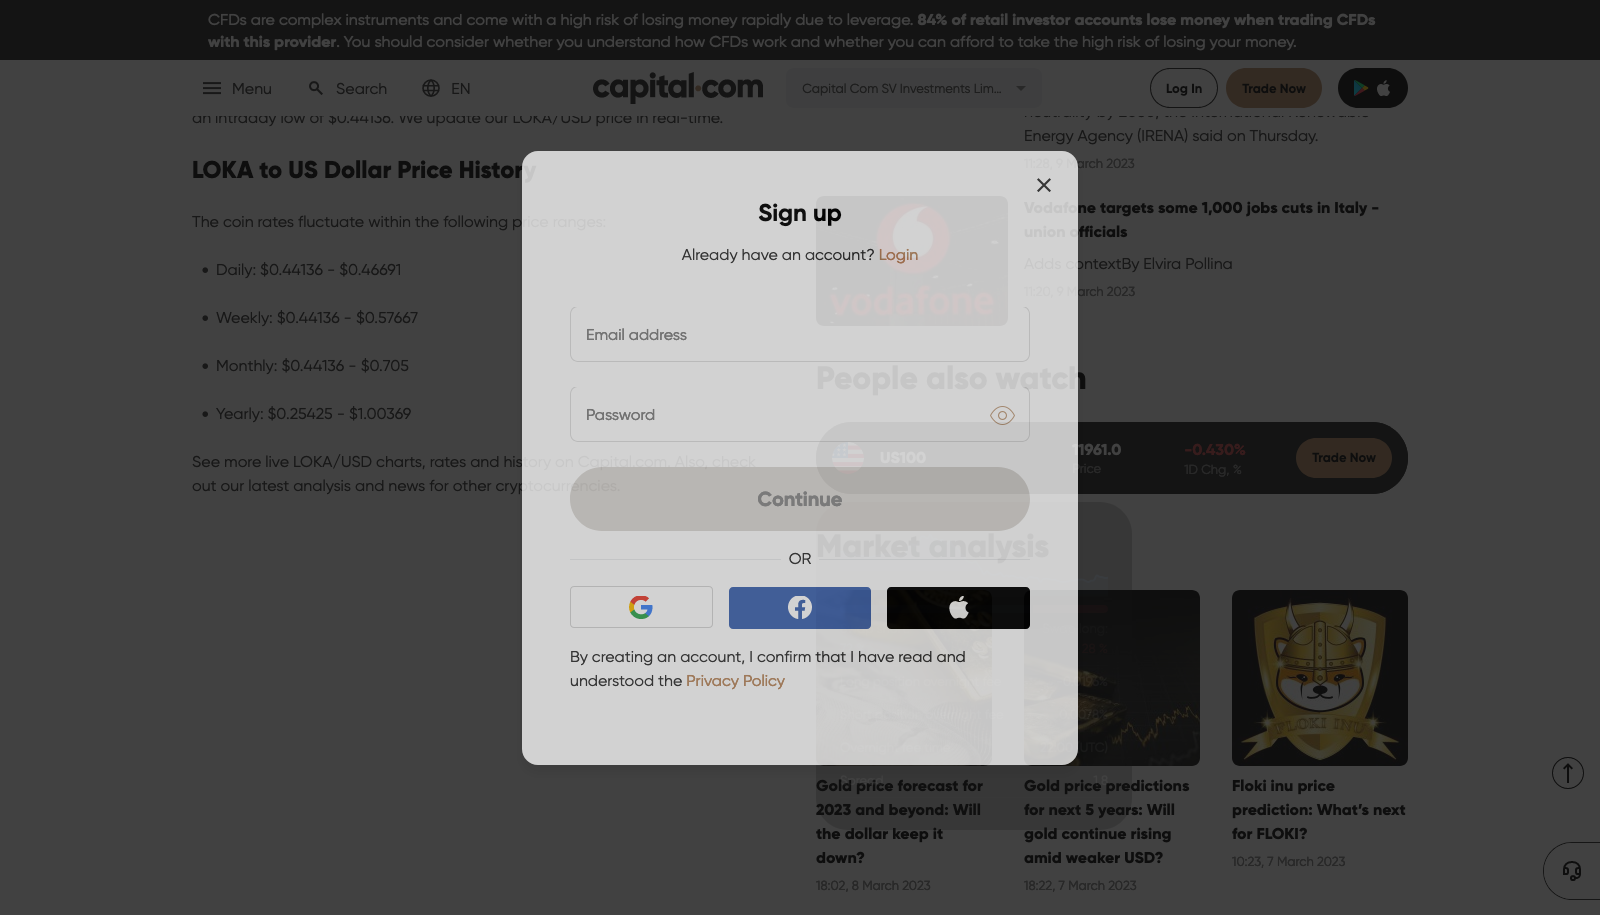 CFDs are complex instruments and come with a high risk of losing money rapidly due to leverage. 84% of retail investor accounts lose money when trading CFDs
with this provider. You should consider whether you understand how CFDs work and whether you can afford to take the high risk of losing your money.
Menu
Search
EN
capital.com
Capital Com SV Investments Lim...
Log In
Trade Now
an intraday low of $0.44136. We update our LOKA/USD price in real-time.
LOKA to US Dollar Price History
The coin rates fluctuate within the following price ranges:
Daily: $0.44136 - $0.46691
Weekly: $0.44136 - $0.57667
Monthly: $0.44136 - $0.705
Yearly: $0.25425 - $1.00369
See more live LOKA/USD charts, rates and history on Capital.com. Also, check
out our latest analysis and news for other cryptocurrencies.
Sign up
Already have an account? Login
Email address
Password
Continue
OR
By creating an account, I confirm that I have read and
understood the Privacy Policy
neutrality by 2050, the International Renewable
Energy Agency (IRENA) said on Thursday.
11:28, 9 March 2023
vodafone
Vodafone targets some 1,000 jobs cuts in Italy -
union officials
Adds contextBy Elvira Pollina
11:20, 9 March 2023
People also watch
US100
11961.0
Price
-0.430%
1D Chg, %
Trade Now
Market analysis
(UTC)
Gold price forecast for
2023 and beyond: Will
the dollar keep it
down?
18:02, 8 March 2023
Gold price predictions
for next 5 years: Will
gold continue rising
amid weaker USD?
18:22, 7 March 2023
FLOKI INU
Floki inu price
prediction: What's next
for FLOKI?
10:23, 7 March 2023